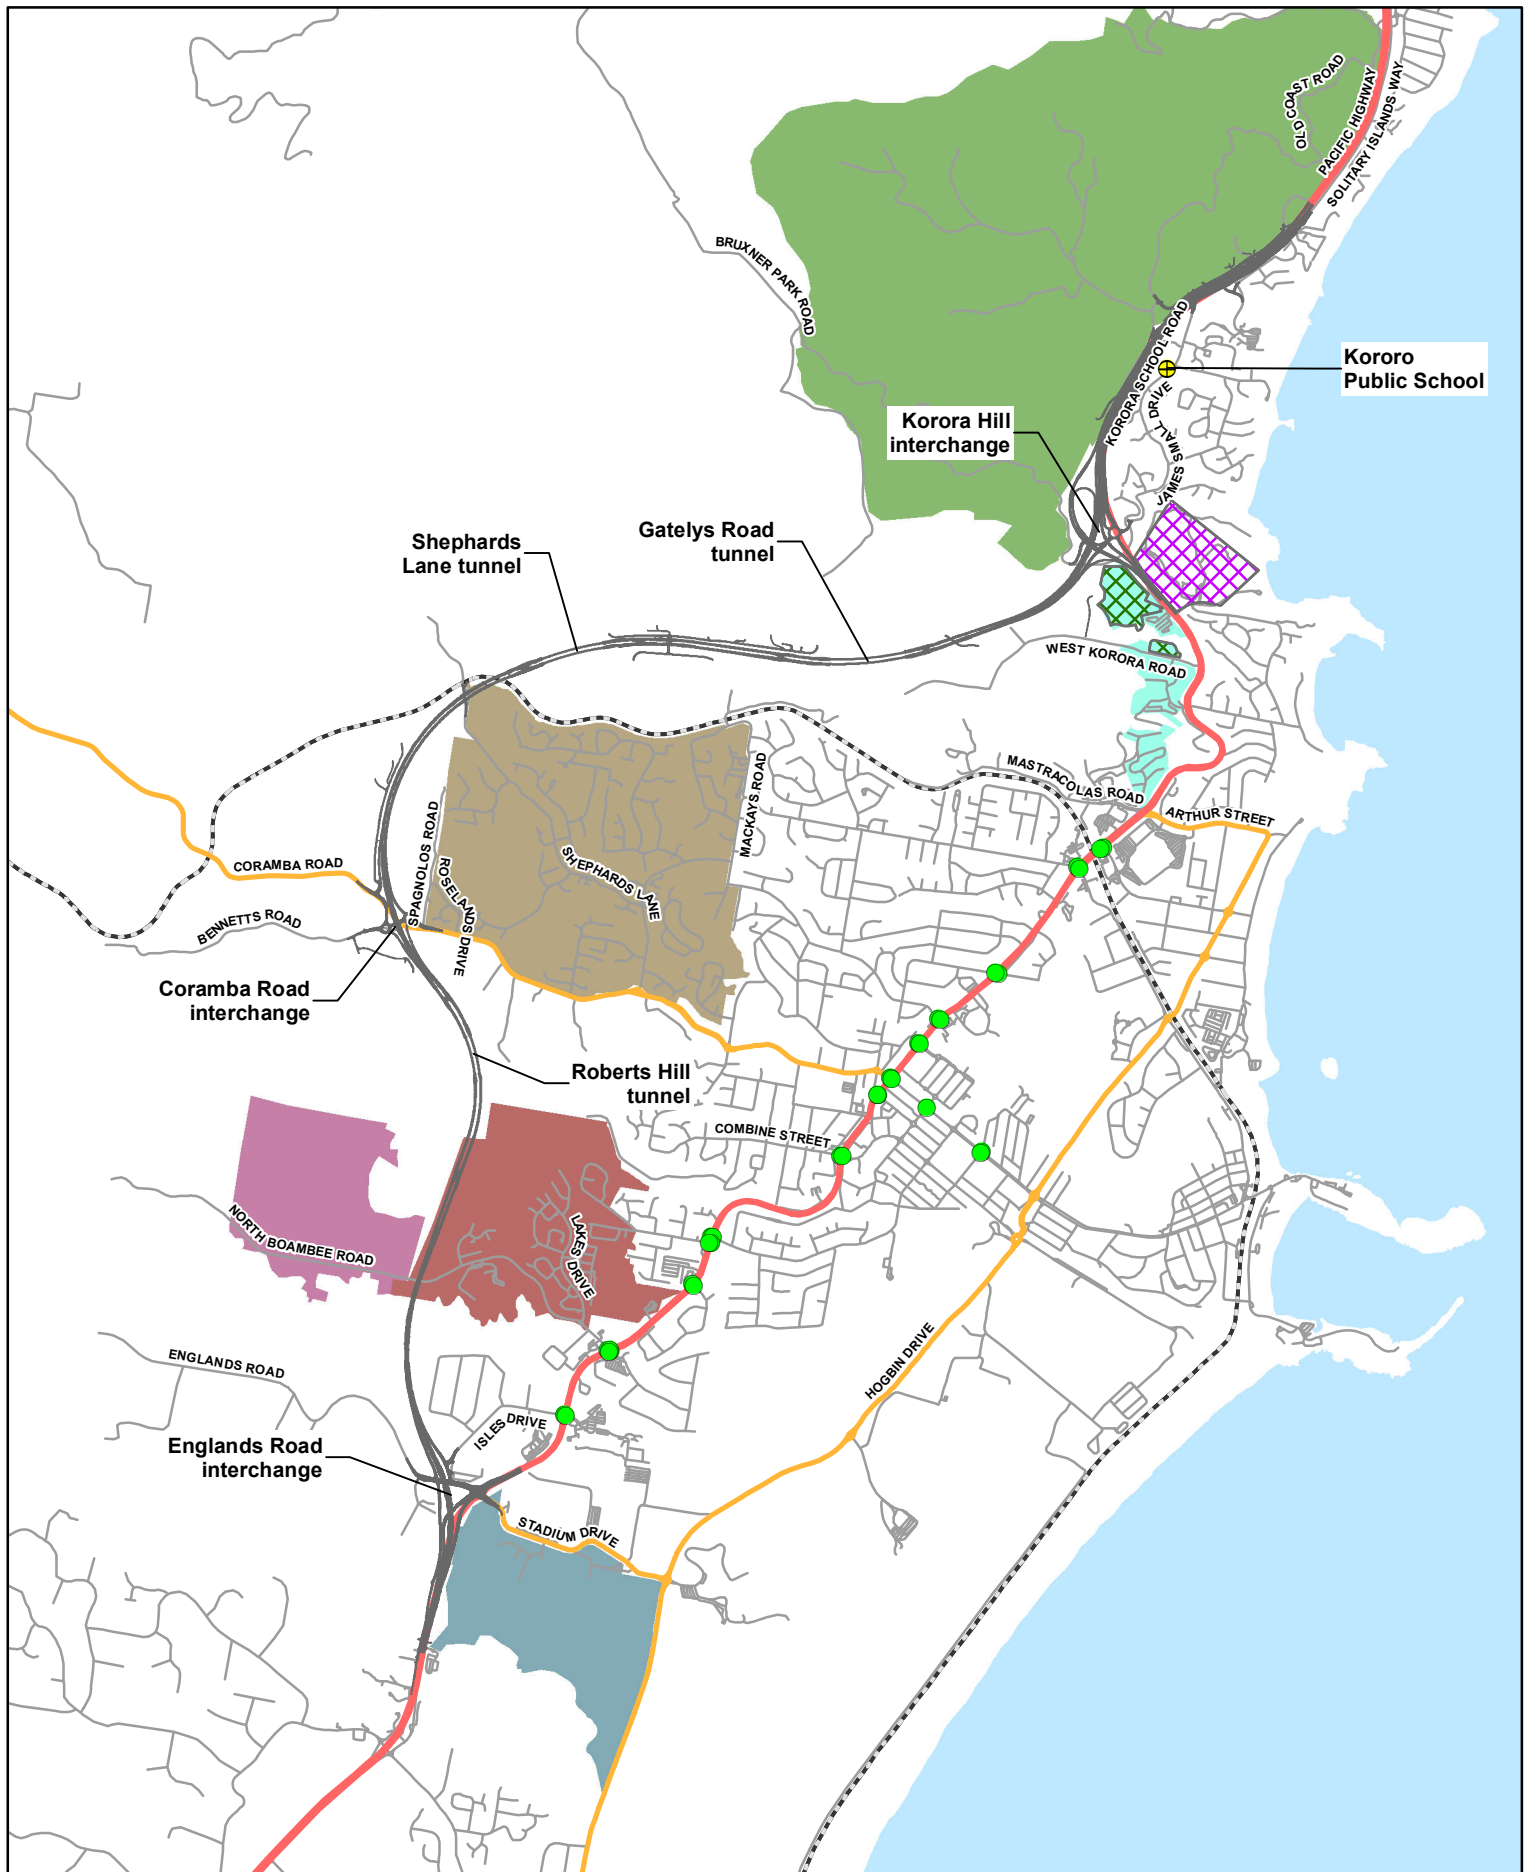 OLD COAST ROAD
PACIFIC HIGHWAY
SOLITARY ISLANDS WAY
BRUXNER PARK ROAD
KORORA SCHOOL ROAD
Kororo
Public School
JAMES SMALL DRIVE
Korora Hill
interchange
Gatelys Road
tunnel
Shephards
Lane tunnel
WEST KORORA ROAD
MASTRACOLAS ROAD
ARTHUR STREET
MACKAYS ROAD
SPAGNOLOS ROAD
ROSELANDS DRIVE
SHEPHARDS LANE
CORAMBA ROAD
BENNETTS ROAD
Coramba Road
interchange
Roberts Hill
tunnel
COMBINE STREET
NORTH BOAMBEE ROAD
LAKES DRIVE
HOGBIN DRIVE
ENGLANDS ROAD
ISLES DRIVE
Englands Road
interchange
STADIUM DRIVE